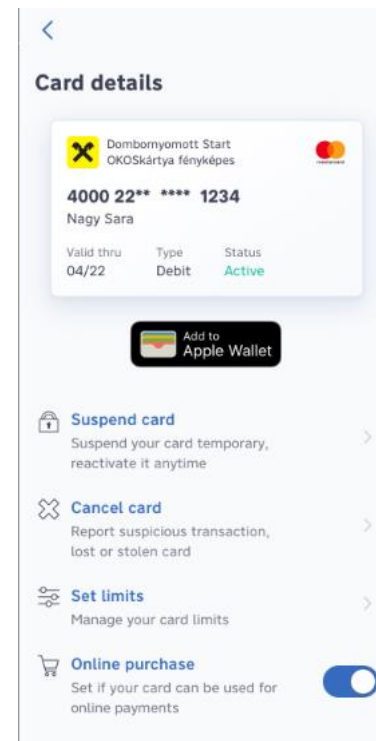 Card details
Dombornyomott Start
OKOSkártya fényképes
4000 22** **** 1234
Nagy Sara
Valid thru Type Status
04/22 Debit Active
Add to
Apple Wallet
Suspend card
Suspend your card temporary,
reactivate it anytime
Cancel card
Report suspicious transaction,
lost or stolen card
Set limits
Manage your card limits
Online purchase
Set if your card can be used for
online payments